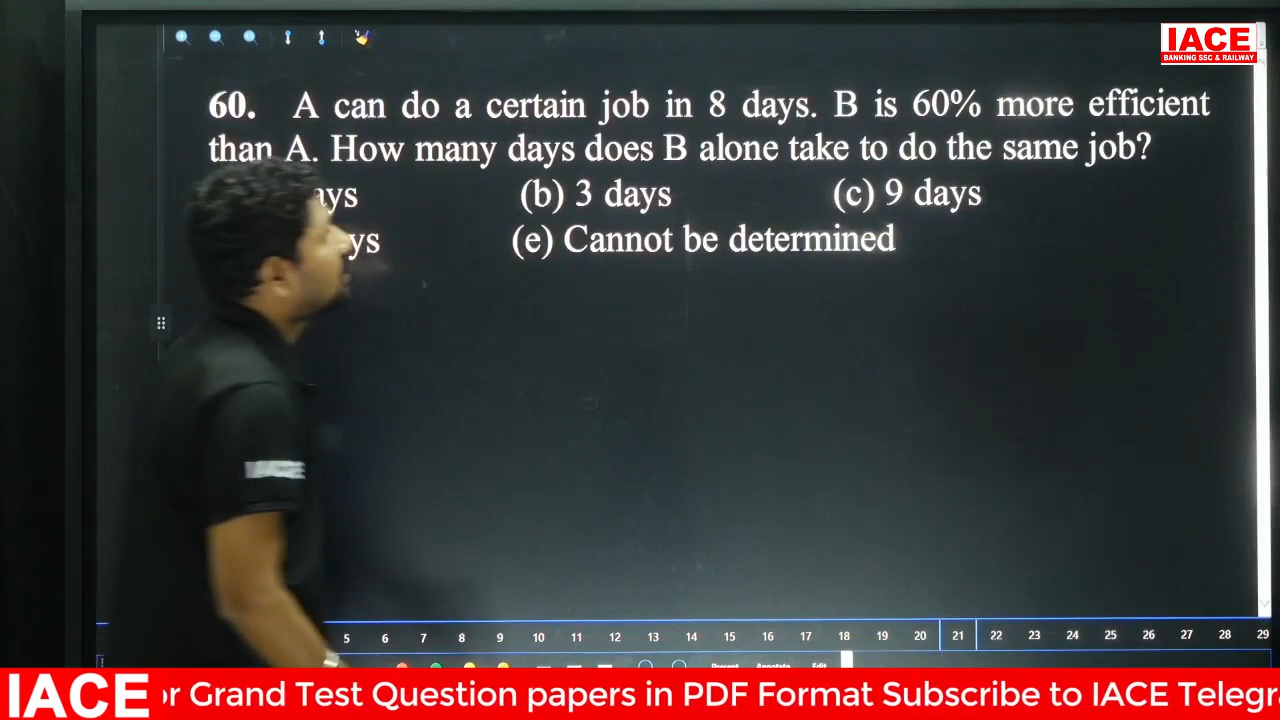 IACE
BANKING SSC & RAILWAY
60. A can do a certain job in 8 days. B is 60% more efficient
than A. How many days does B alone take to do the same job?
(b) 3 days (c) 9 days
(e) Cannot be determined
IACE
5 6 7 8 9 10 11 12 13 14 15 16 17 18 19 20 21 22 23 24 25 26 27 28 29
IACE or Grand Test Question papers in PDF Format Subscribe to IACE Telegr